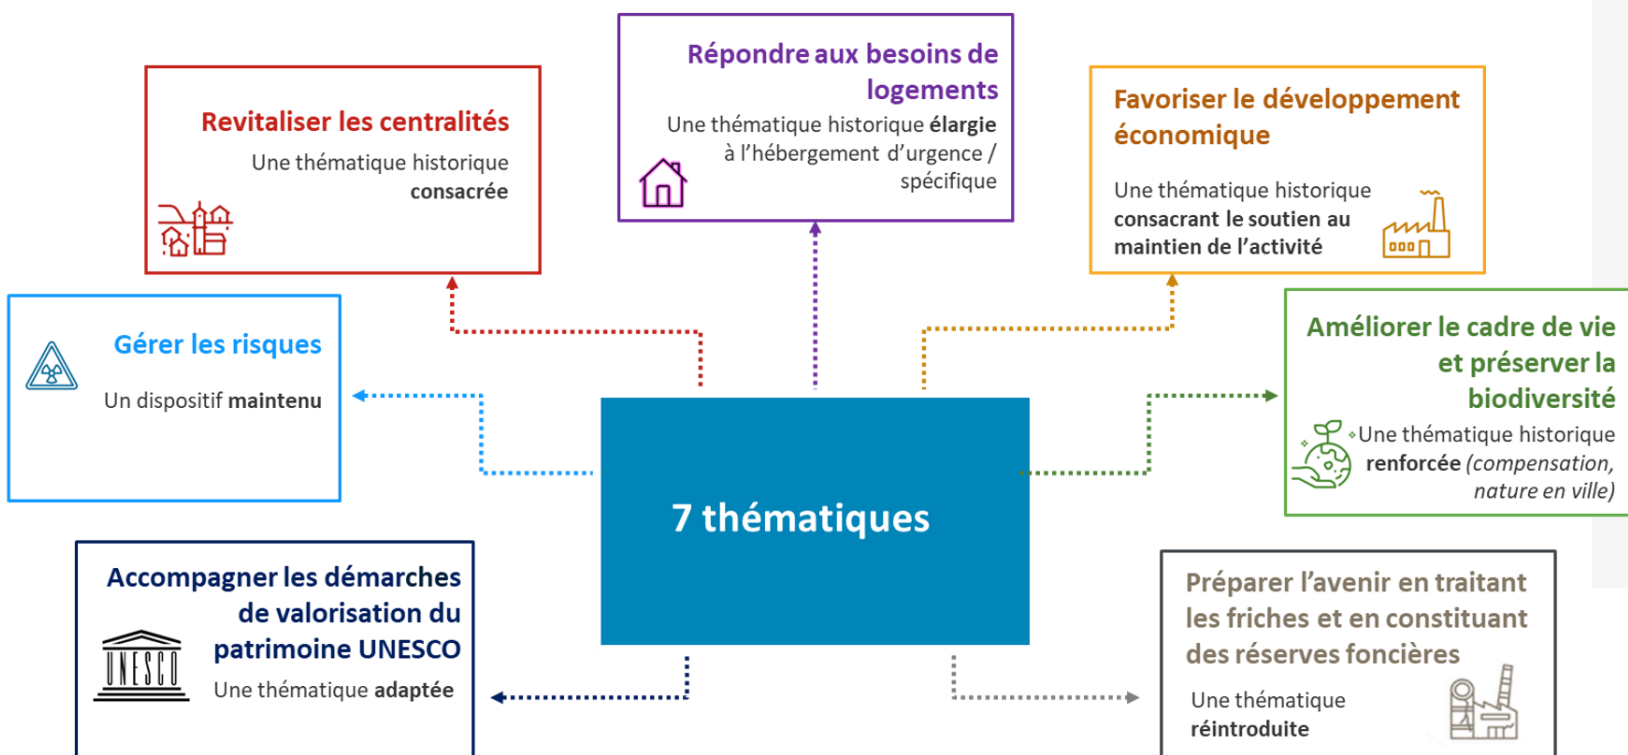 Répondre aux besoins de
logements
Une thématique historique élargie
à l'hébergement d'urgence /
spécifique
Revitaliser les centralités
Une thématique historique
consacrée
Favoriser le développement
économique
Une thématique historique
consacrant le soutien au
maintien de l'activité
Gérer les risques
Un dispositif maintenu
Améliorer le cadre de vie
et préserver la
biodiversité
Une thématique historique
renforcée (compensation,
nature en ville)
7 thématiques
Accompagner les démarches
de valorisation du
patrimoine UNESCO
UNESCO
Une thématique adaptée
Préparer l'avenir en traitant
les friches et en constituant
des réserves foncières
Une thématique
réintroduite